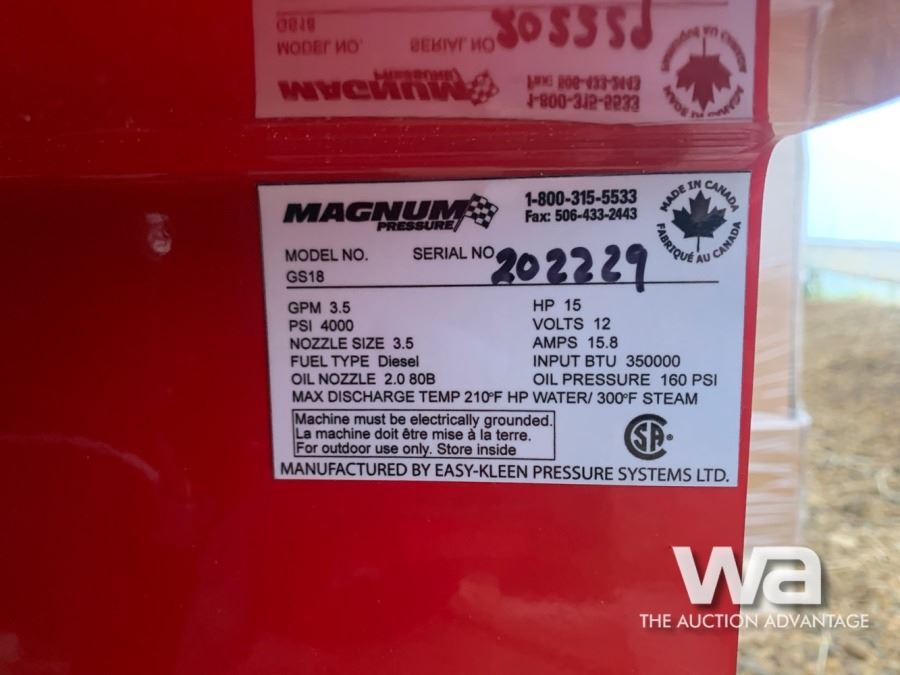 MAGNUM
PRESSURE
1-800-315-5533
Fax: 506-433-2443
MADE IN CANADA
FABRIQUÉ AU CANADA
MODEL NO. SERIAL NO 202229
GS18
GPM 3.5 HP 15
PSI 4000 VOLTS 12
NOZZLE SIZE 3.5 AMPS 15.8
FUEL TYPE Diesel INPUT BTU 350000
OIL NOZZLE 2.0 80B OIL PRESSURE 160 PSI
MAX DISCHARGE TEMP 210°F HP WATER/ 300°F STEAM
Machine must be electrically grounded.
La machine doit être mise à la terre.
For outdoor use only. Store inside
SA
MANUFACTURED BY EASY-KLEEN PRESSURE SYSTEMS LTD.
wa
THE AUCTION ADVANTAGE